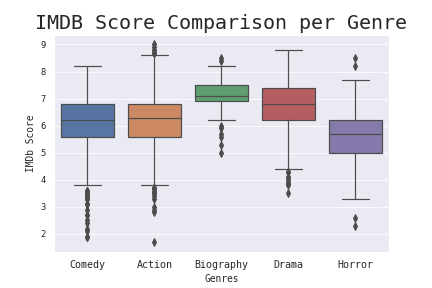 IMDB Score Comparison per Genre
9
8
7
6
5
4
3
2
IMDb Score
Comedy Action Biography Drama Horror
Genres